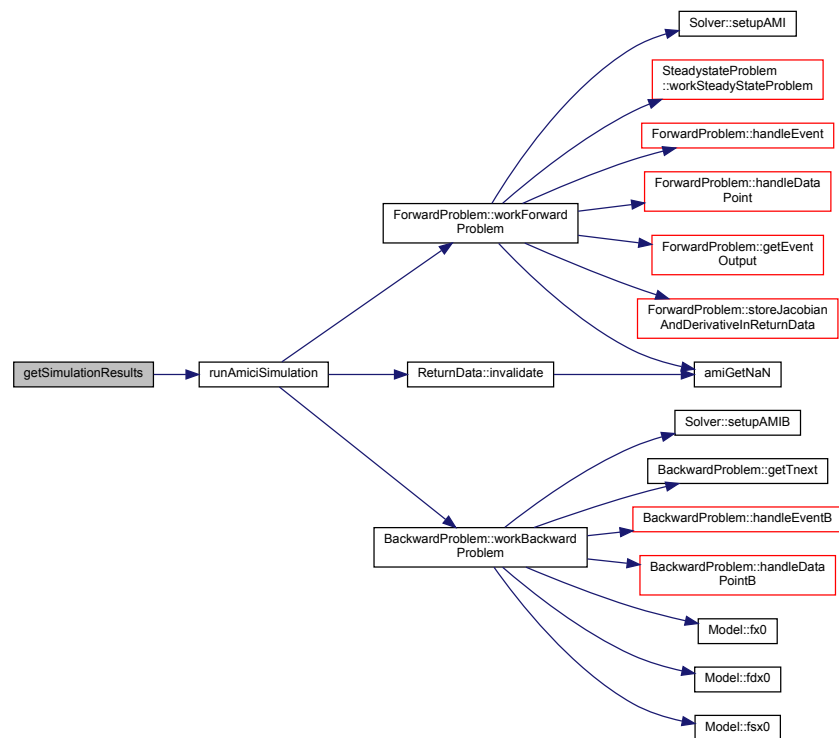 Solver::setupAMI
SteadystateProblem
::workSteadyStateProblem
ForwardProblem::handleEvent
ForwardProblem::handleData
Point
ForwardProblem::workForward
Problem
ForwardProblem::getEvent
Output
ForwardProblem::storeJacobian
AndDerivativeInReturnData
getSimulationResults
runAmiciSimulation
ReturnData::invalidate
amiGetNaN
Solver::setupAMIB
BackwardProblem::getTnext
BackwardProblem::handleEventB
BackwardProblem::workBackward
Problem
BackwardProblem::handleData
PointB
Model::fx0
Model::fdx0
Model::fsx0